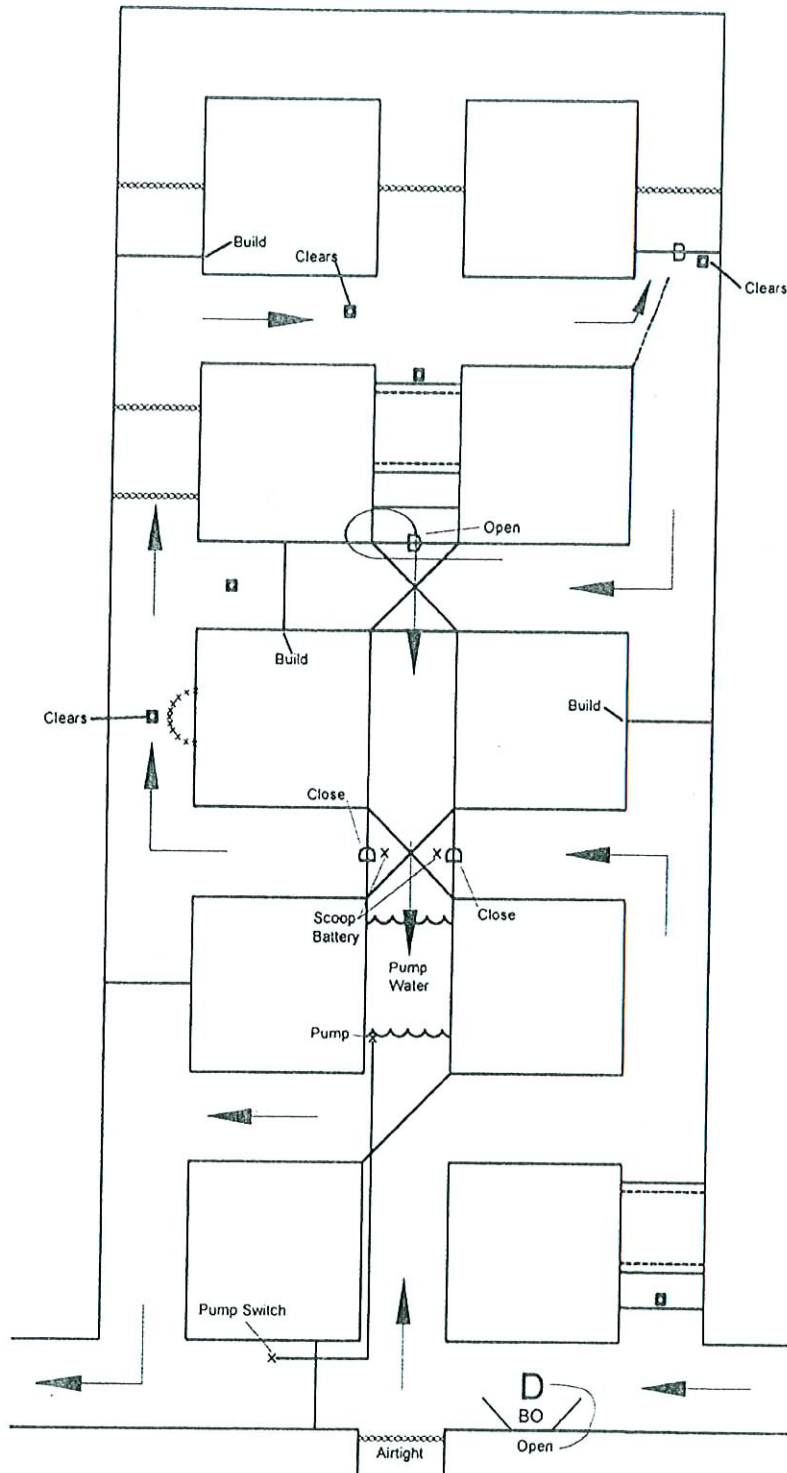 Build
Clears
Clears
Open
Build
Clears
Build
Close
Close
Scoop
Battery
Pump
Water
Pump
Pump Switch
D
BO
Open
Airtight